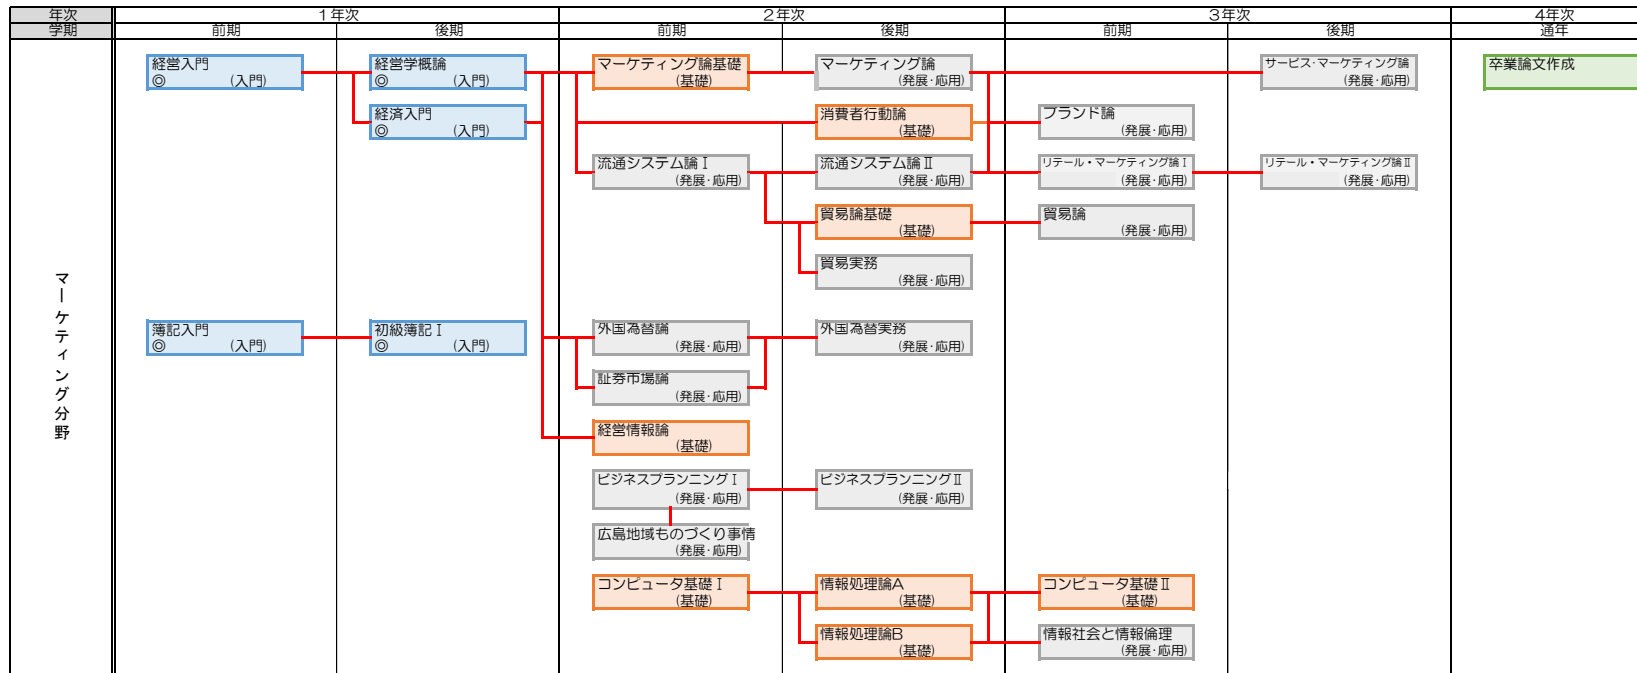 年次 1年次 2年次 3年次 4年次
学期 前期 後期 前期 後期 前期 後期 通年
経営入門 経営学概論 マーケティング論基礎 マーケティング論 サービス・マーケティング論 卒業論文作成
◎ (入門) ◎ (入門) (基礎) (発展・応用) (発展・応用)
経済入門 消費者行動論 ブランド論
◎ (入門) (基礎) (発展・応用)
流通システム論Ⅰ 流通システム論Ⅱ リテール・マーケティング論Ⅰ リテール・マーケティング論Ⅱ
(発展・応用) (発展・応用) (発展・応用) (発展・応用)
貿易論基礎 貿易論
(基礎) (発展・応用)
貿易実務
(発展・応用)
マーケティング分野
簿記入門 初級簿記Ⅰ 外国為替論 外国為替実務
◎ (入門) ◎ (入門) (発展・応用) (発展・応用)
証券市場論
(発展・応用)
経営情報論
(基礎)
ビジネスプランニングⅠ ビジネスプランニングⅡ
(発展・応用) (発展・応用)
広島地域ものづくり事情
(発展・応用)
コンピュータ基礎Ⅰ 情報処理論A コンピュータ基礎Ⅱ
(基礎) (基礎) (基礎)
情報処理論B 情報社会と情報倫理
(基礎) (発展・応用)